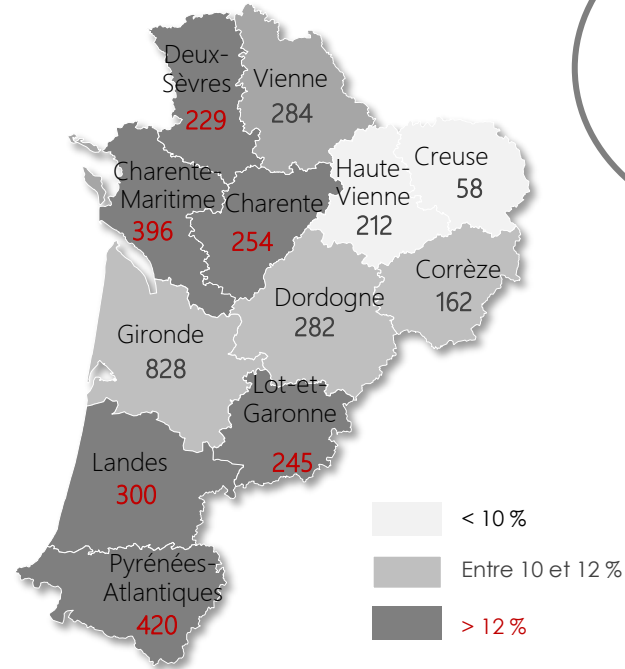 Deux-
Sèvres
229
Vienne
284
Charente-
Maritime
396
Charente
254
Haute-
Vienne
212
Creuse
58
Corrèze
162
Dordogne
282
Gironde
828
Lot-et-
Garonne
245
Landes
300
Pyrénées-
Atlantiques
420
< 10 %
Entre 10 et 12 %
> 12 %